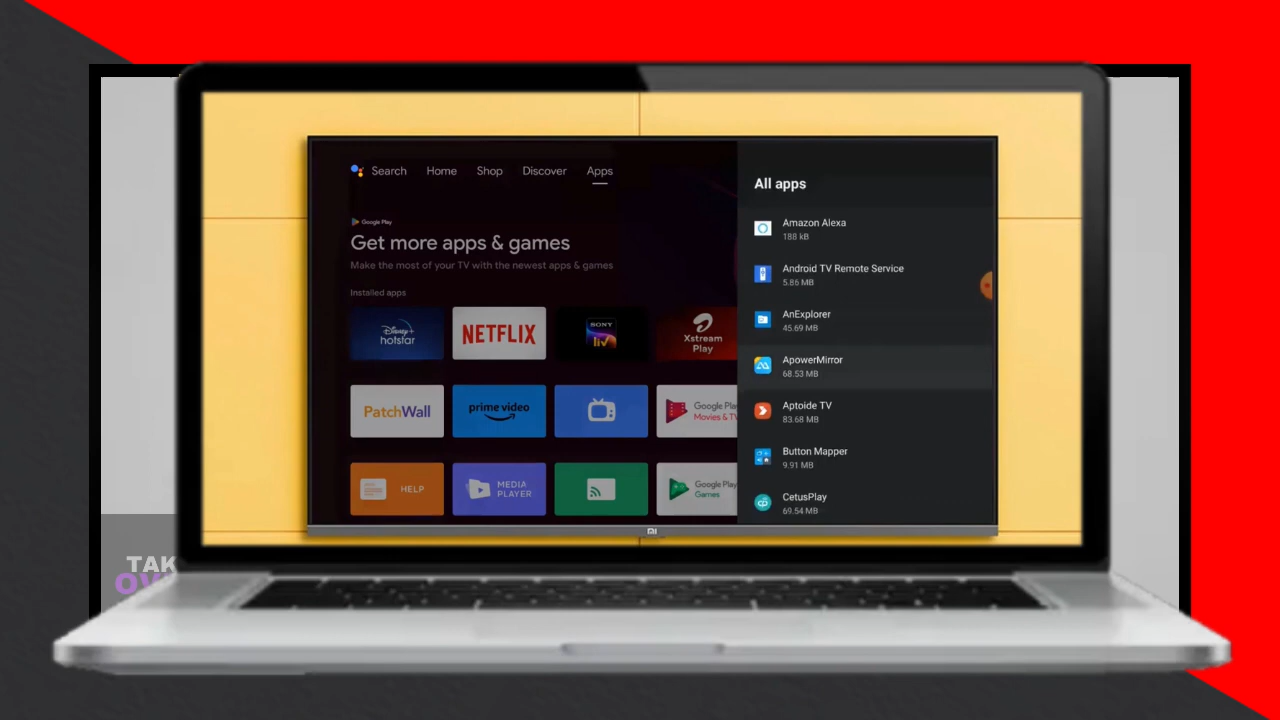 Search Home Shop Discover Apps
Google Play
Get more apps & games
Make the most of your TV with the newest apps & games
Installed apps
Disney+
hotstar
NETFLIX
SONY
liv
Xstream
Play
PatchWall
prime video
Google Pla
Movies & TV
HELP
MEDIA
PLAYER
Google Play
Games
All apps
Amazon Alexa
188 kB
Android TV Remote Service
5.86 MB
AnExplorer
45.69 MB
ApowerMirror
68.53 MB
Aptoide TV
83.68 MB
Button Mapper
9.91 MB
CetusPlay
69.54 MB
mi
TAK
OV